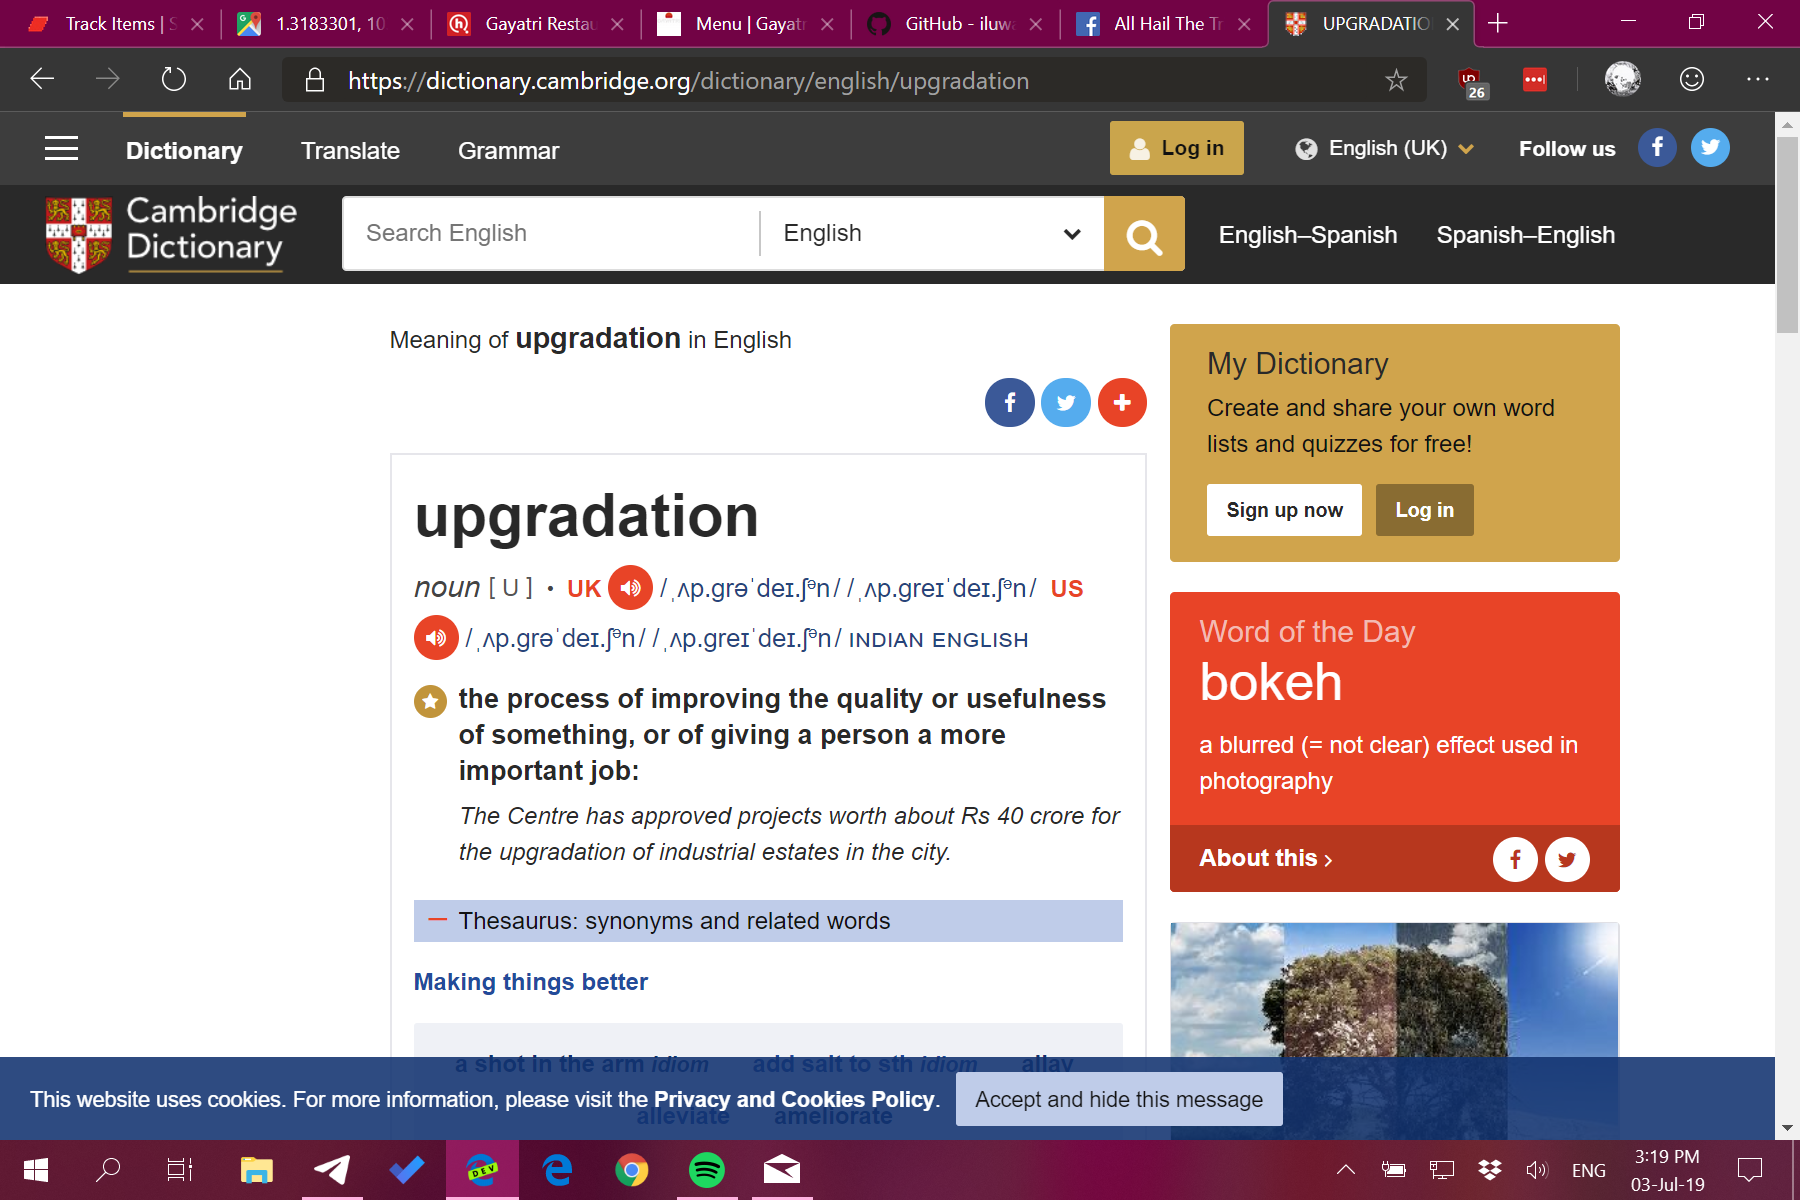 Track Items | S
1.3183301, 10
Gayatri Restau
Menu | Gayatr
GitHub - iluwa
All Hail The Tr
UPGRADATIO
https://dictionary.cambridge.org/dictionary/english/upgradation
26
Dictionary
Translate
Grammar
Log in
English (UK)
Follow us
Cambridge
Dictionary
Search English
English
English–Spanish
Spanish–English
Meaning of upgradation in English
upgradation
noun [ U ] • UK /ˌʌp.ɡrəˈdeɪ.ʃᵊn/ /ˌʌp.ɡreɪˈdeɪ.ʃᵊn/ US
/ˌʌp.ɡrəˈdeɪ.ʃᵊn/ /ˌʌp.ɡreɪˈdeɪ.ʃᵊn/ INDIAN ENGLISH
the process of improving the quality or usefulness
of something, or of giving a person a more
important job:
The Centre has approved projects worth about Rs 40 crore for
the upgradation of industrial estates in the city.
Thesaurus: synonyms and related words
Making things better
a shot in the arm idiom
add salt to sth idiom
allay
alleviate
ameliorate
My Dictionary
Create and share your own word
lists and quizzes for free!
Sign up now
Log in
Word of the Day
bokeh
a blurred (= not clear) effect used in
photography
About this ›
This website uses cookies. For more information, please visit the Privacy and Cookies Policy.
Accept and hide this message
DEV
ENG
3:19 PM
03-Jul-19